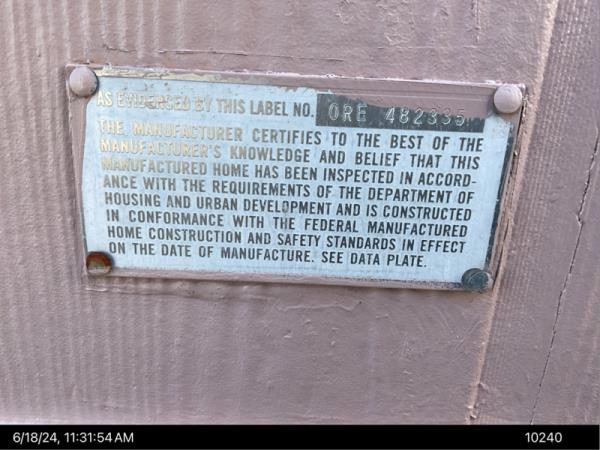 AS EVIDENCED BY THIS LABEL NO. ORE 482335
THE MANUFACTURER CERTIFIES TO THE BEST OF THE
MANUFACTURER'S KNOWLEDGE AND BELIEF THAT THIS
MANUFACTURED HOME HAS BEEN INSPECTED IN ACCORD-
ANCE WITH THE REQUIREMENTS OF THE DEPARTMENT OF
HOUSING AND URBAN DEVELOPMENT AND IS CONSTRUCTED
IN CONFORMANCE WITH THE FEDERAL MANUFACTURED
HOME CONSTRUCTION AND SAFETY STANDARDS IN EFFECT
ON THE DATE OF MANUFACTURE. SEE DATA PLATE.
6/18/24, 11:31:54 AM
10240